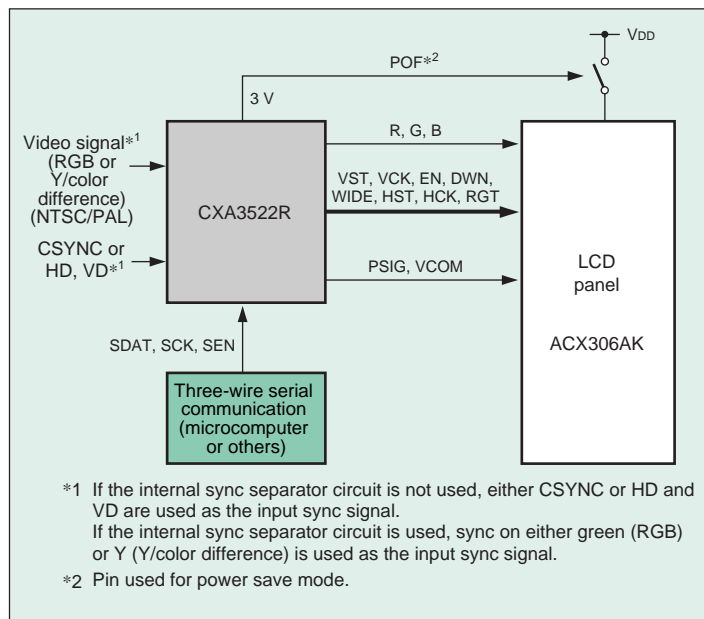 VDD
POF*2
3 V
Video signal*1
(RGB or
Y/color
difference)
(NTSC/PAL)
CSYNC or
HD, VD*1
CXA3522R
R, G, B
VST, VCK, EN, DWN,
WIDE, HST, HCK, RGT
PSIG, VCOM
LCD
panel
ACX306AK
SDAT, SCK, SEN
Three-wire serial
communication
(microcomputer
or others)
*1 If the internal sync separator circuit is not used, either CSYNC or HD and
VD are used as the input sync signal.
If the internal sync separator circuit is used, sync on either green (RGB)
or Y (Y/color difference) is used as the input sync signal.
*2 Pin used for power save mode.